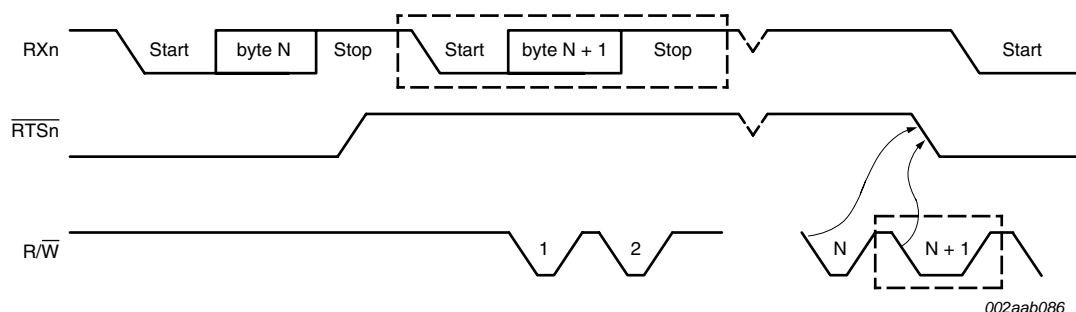 RXn Start byte N Stop Start byte N + 1 Stop Start
RTSn
R/W 1 2 N N + 1
002aab086